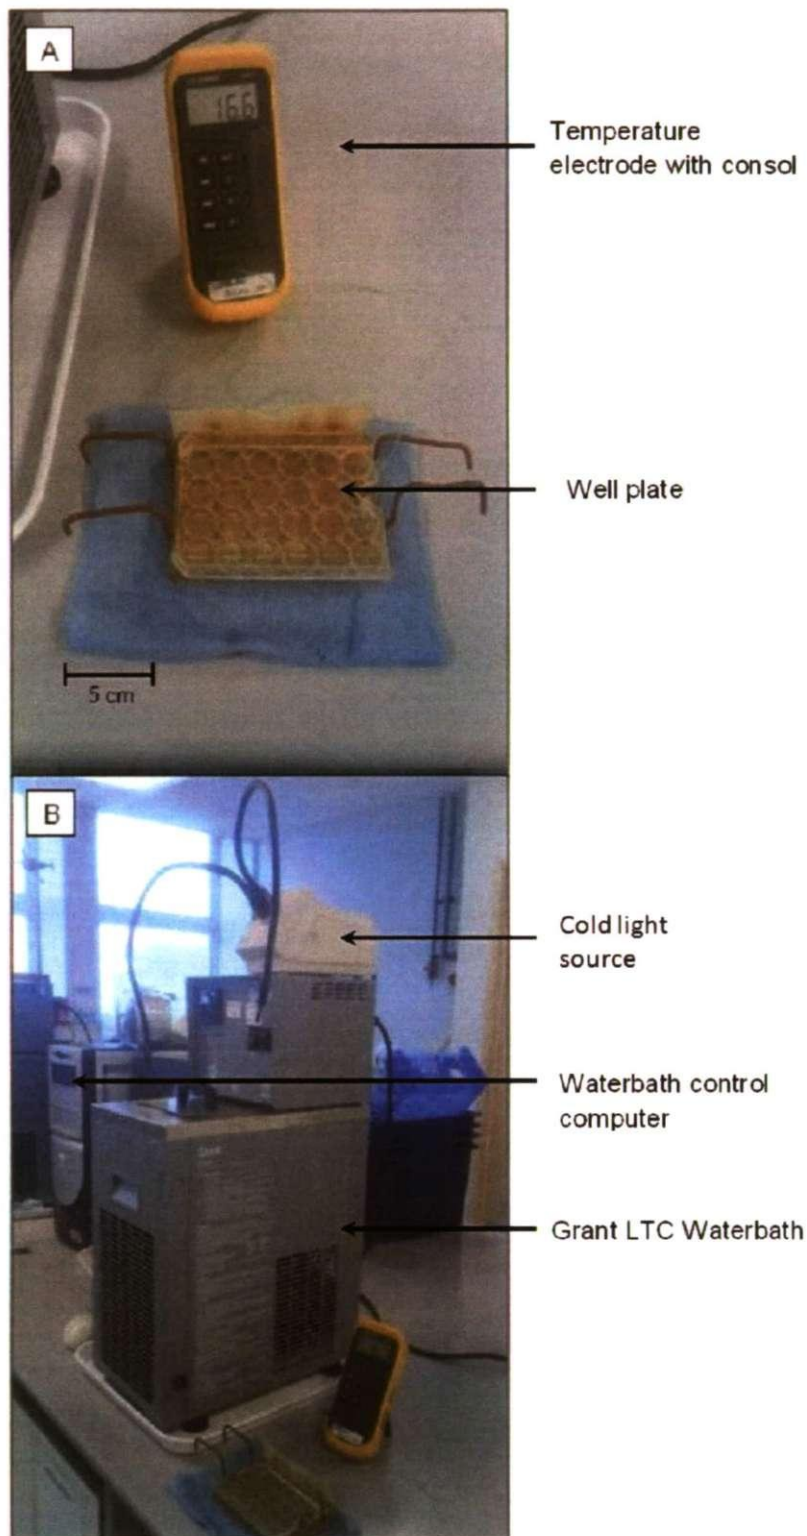 A
16.6
Temperature
electrode with consol
Well plate
5 cm
B
Cold light
source
Waterbath control
computer
Grant LTC Waterbath